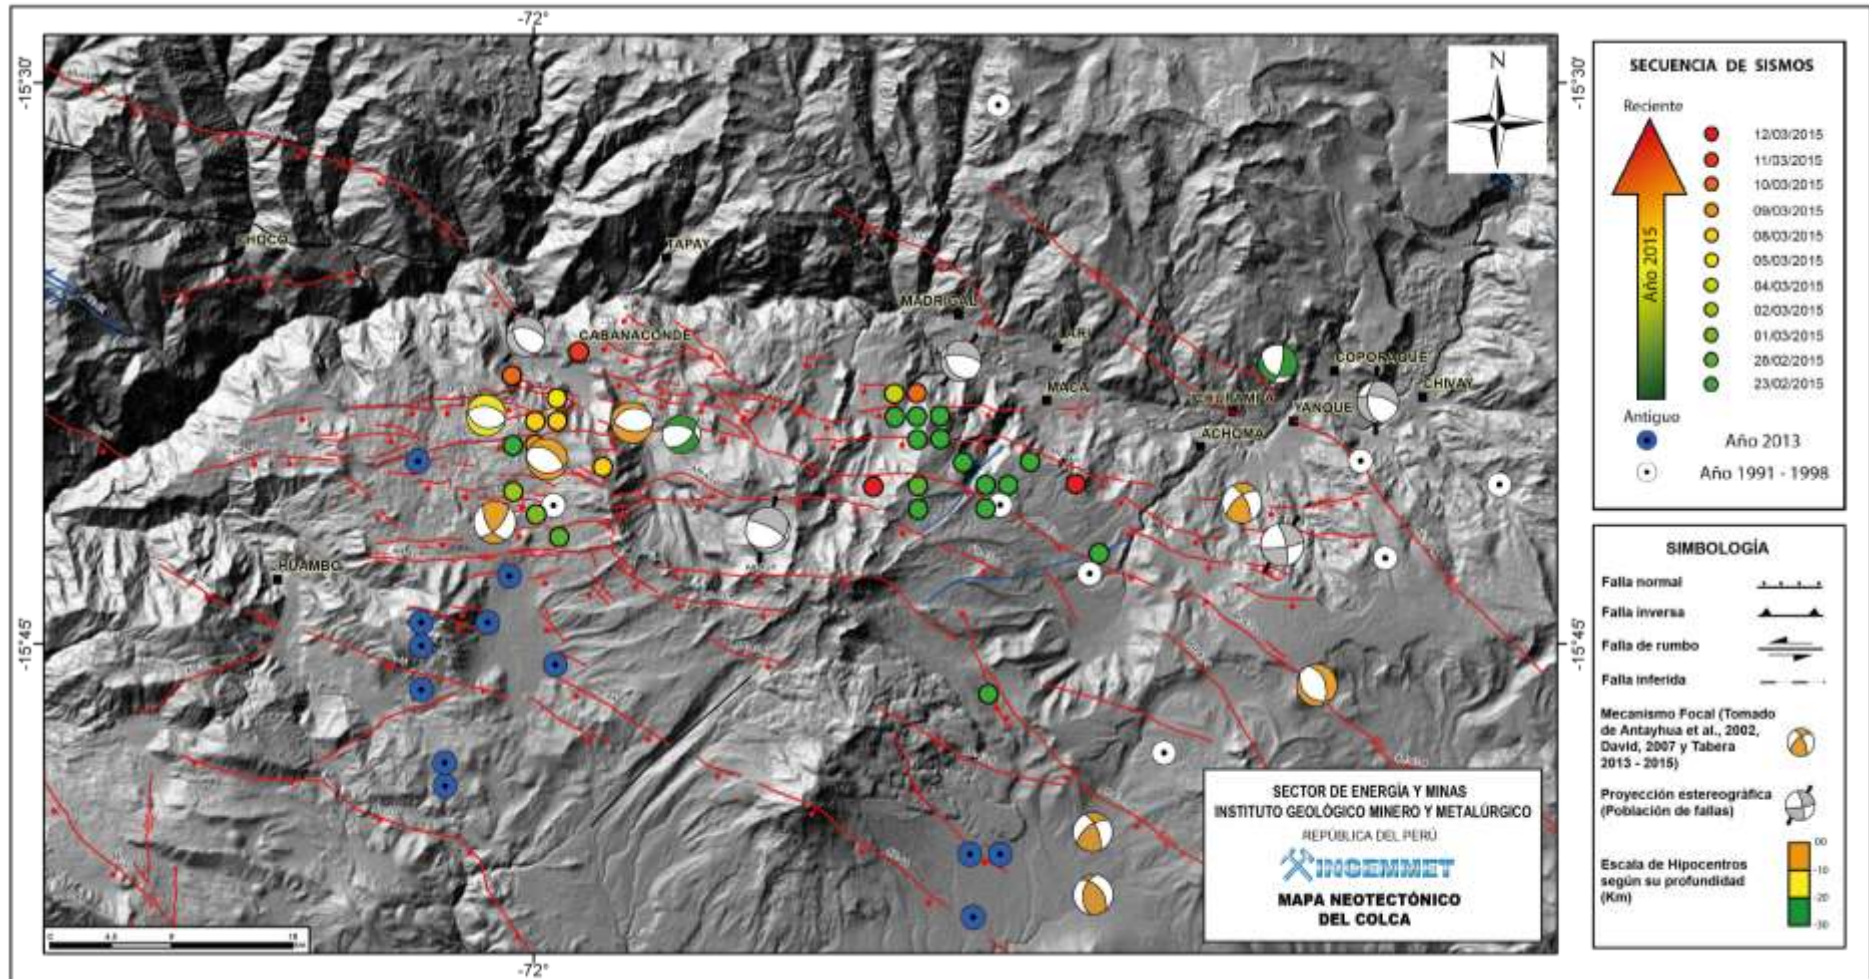 -72°
-15°30'
-15°30'
N
CHOCO
TAPAY
MADRIGAL
LARI
CABANACONDE
COPORAQUE
MACA
CHIVAY
YANQUE
ACHOMA
HUAMBO
-15°45'
-15°45'
-72°
SECTOR DE ENERGÍA Y MINAS
INSTITUTO GEOLÓGICO MINERO Y METALÚRGICO
REPÚBLICA DEL PERÚ
INGEMMET
MAPA NEOTECTÓNICO
DEL COLCA
SECUENCIA DE SISMOS
Reciente
Año 2015
12/03/2015
11/03/2015
10/03/2015
09/03/2015
08/03/2015
05/03/2015
04/03/2015
02/03/2015
01/03/2015
28/02/2015
23/02/2015
Antiguo
Año 2013
Año 1991 - 1998
SIMBOLOGÍA
Falla normal
Falla inversa
Falla de rumbo
Falla inferida
Mecanismo Focal (Tomado
de Antayhua et al., 2002,
David, 2007 y Tabera
2013 - 2015)
Proyección estereográfica
(Población de fallas)
Escala de Hipocentros
según su profundidad
(Km)
00
-10
-20
-30